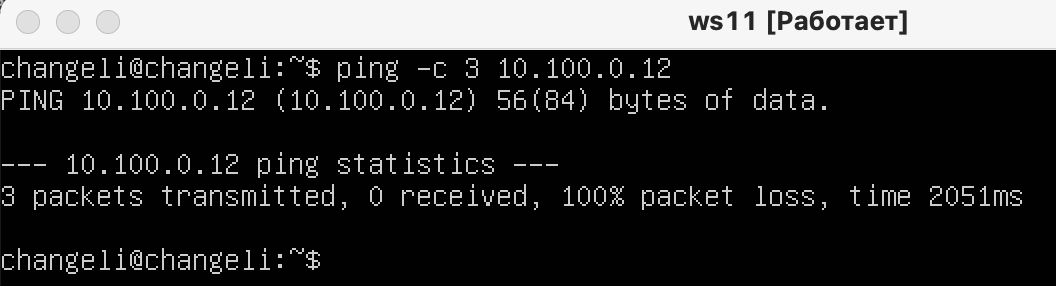 ws11 [Работает]
changeli@changeli:~$ ping -c 3 10.100.0.12
PING 10.100.0.12 (10.100.0.12) 56(84) bytes of data.
--- 10.100.0.12 ping statistics ---
3 packets transmitted, 0 received, 100% packet loss, time 2051ms
changeli@changeli:~$